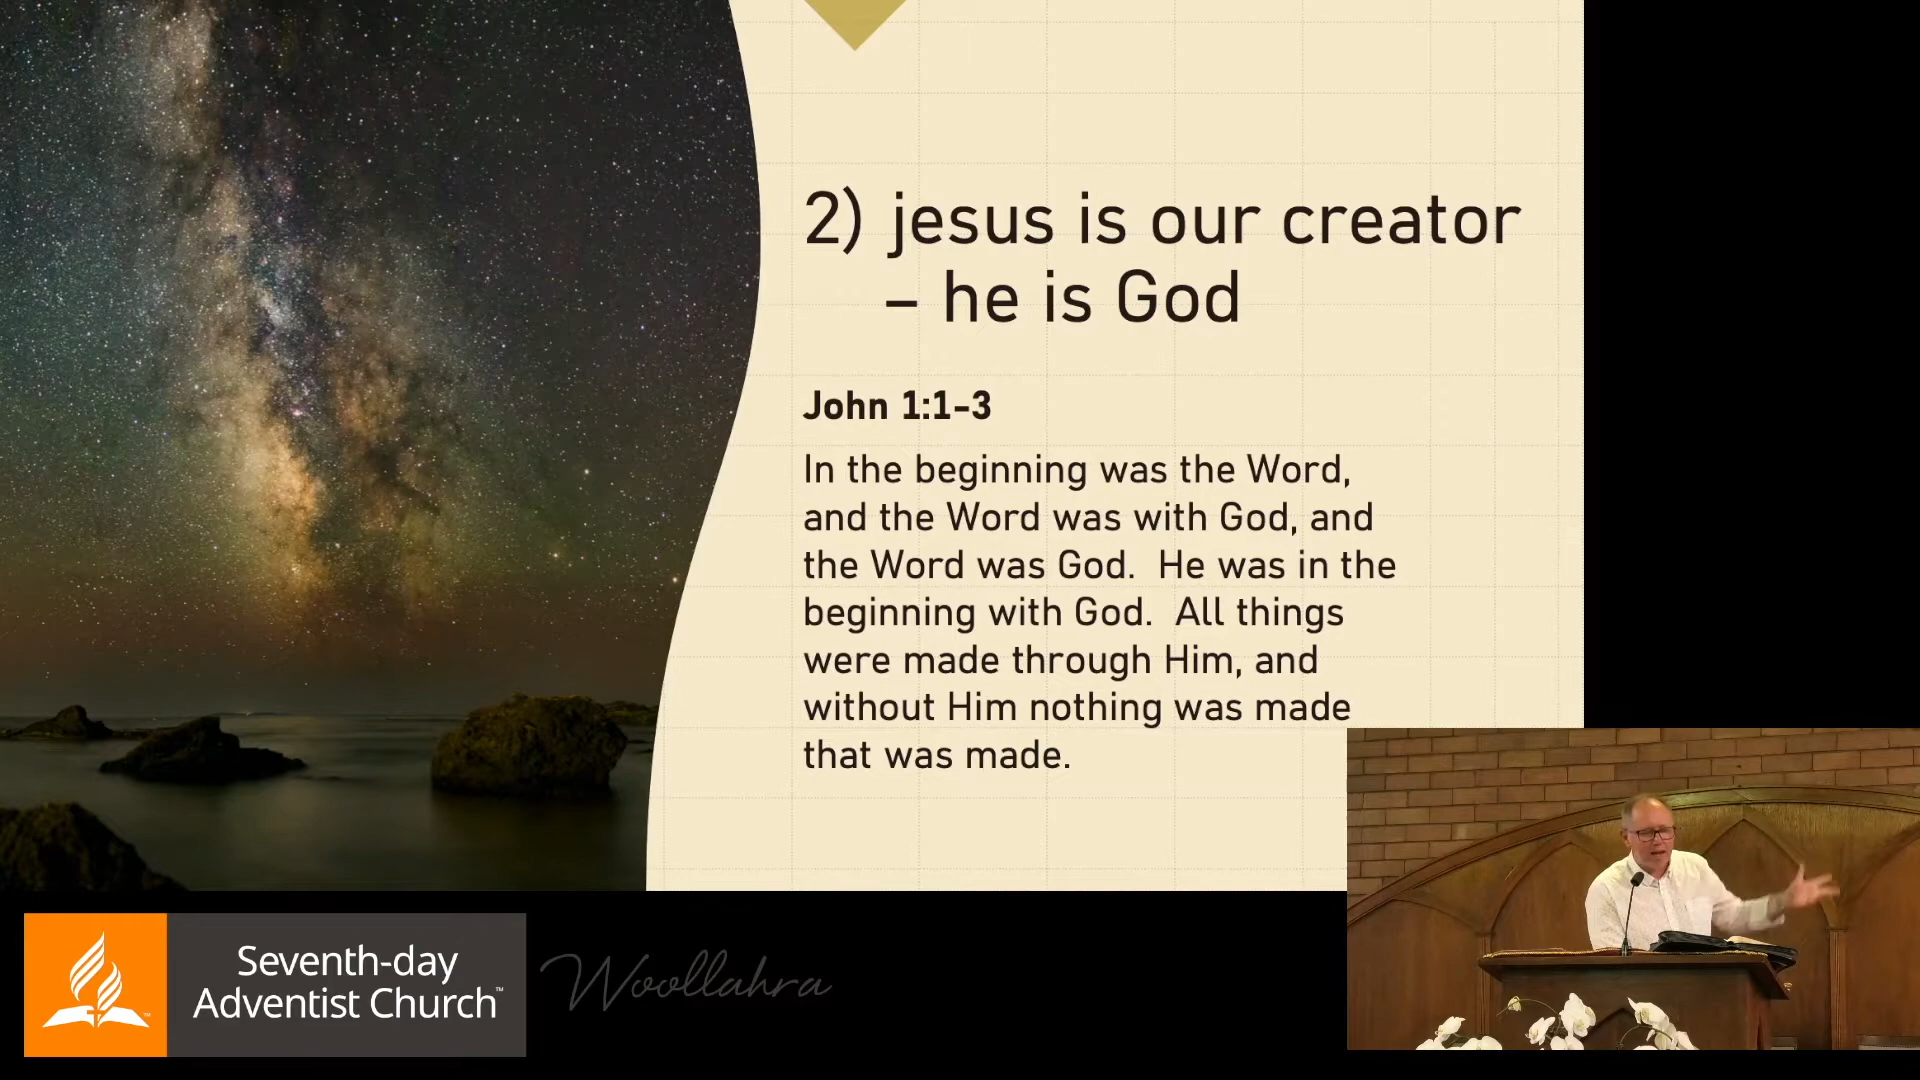 2) jesus is our creator
– he is God
John 1:1-3
In the beginning was the Word,
and the Word was with God, and
the Word was God.  He was in the
beginning with God.  All things
were made through Him, and
without Him nothing was made
that was made.
Seventh-day
Adventist Church™
Woollahra